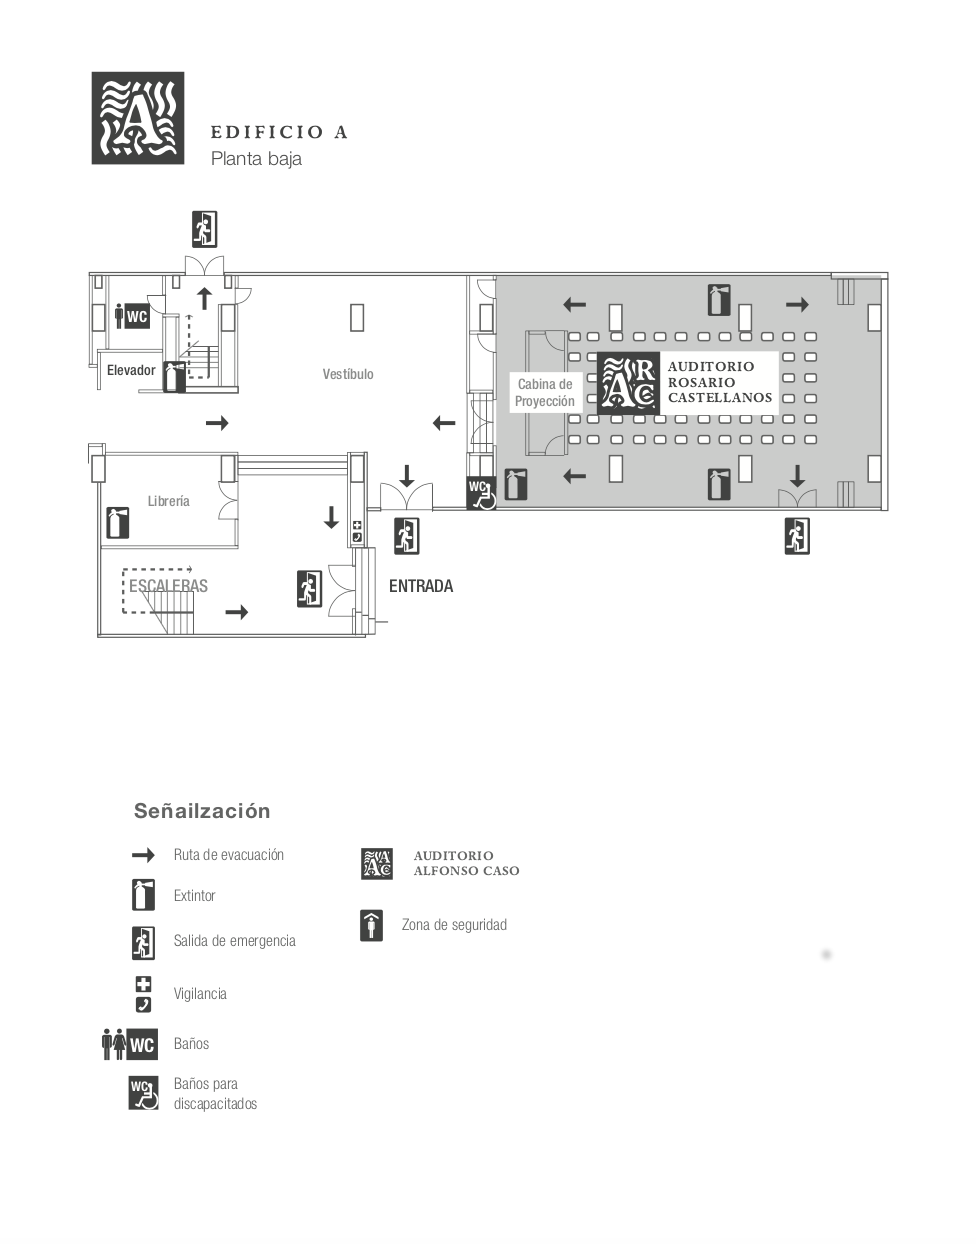 EDIFICIO A
Planta baja
WC
Elevador
Vestíbulo
Cabina de
Proyección
A R
A C
AUDITORIO
ROSARIO
CASTELLANOS
WC
Librería
ESCALERAS
ENTRADA
Señailzación
Ruta de evacuación
Extintor
Salida de emergencia
Vigilancia
WC
Baños
WC
Baños para
discapacitados
AUDITORIO
ALFONSO CASO
Zona de seguridad